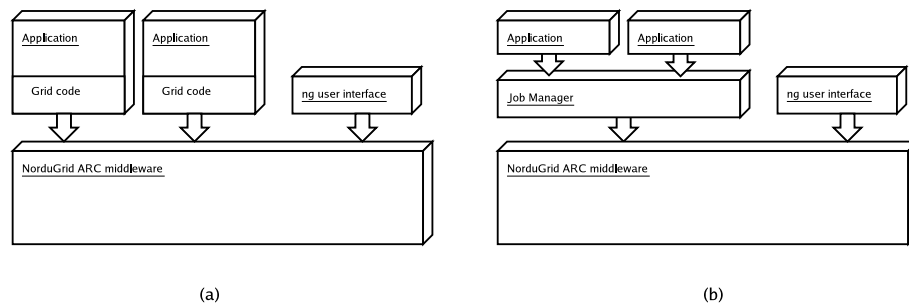 Application
Application
Grid code
Grid code
ng user interface
NorduGrid ARC middleware
(a)
Application
Application
Job Manager
ng user interface
NorduGrid ARC middleware
(b)